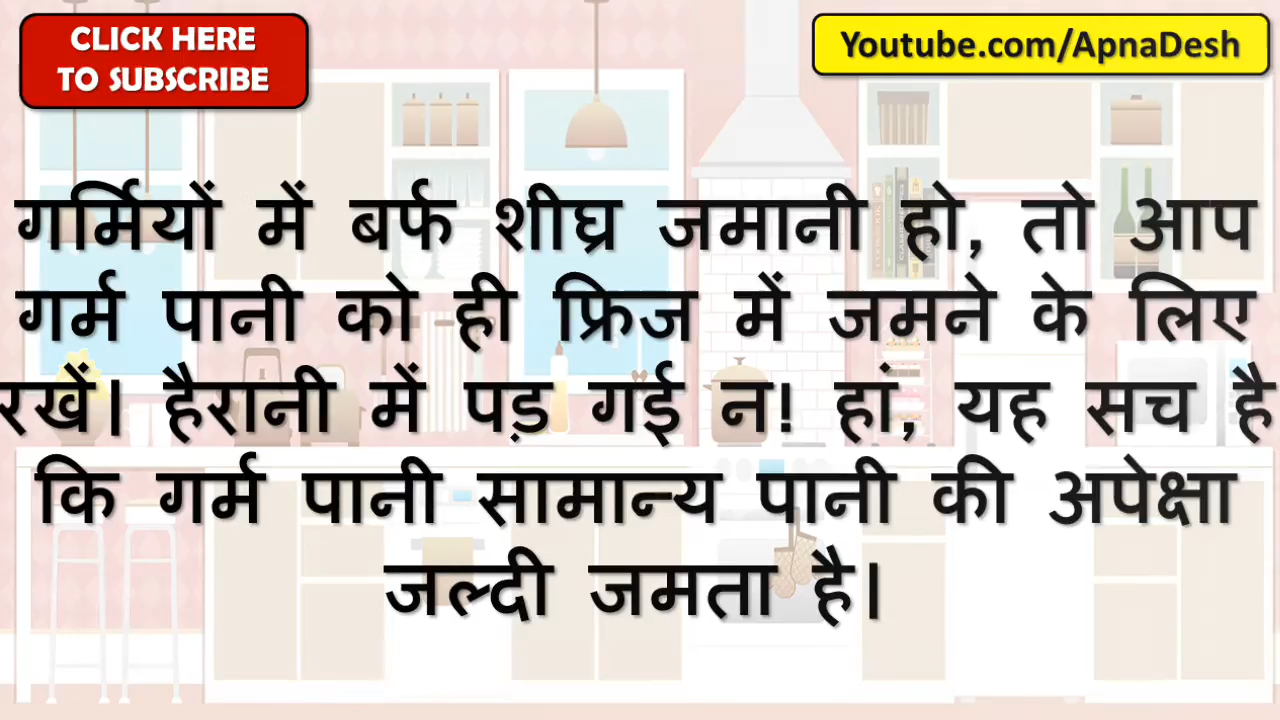 CLICK HERE
TO SUBSCRIBE
Youtube.com/ApnaDesh
गर्मियों में बर्फ शीघ्र जमानी हो, तो आप
गर्म पानी को ही फ्रिज में जमने के लिए
रखें। हैरानी में पड़ गई न! हां, यह सच है
कि गर्म पानी सामान्य पानी की अपेक्षा
जल्दी जमता है।